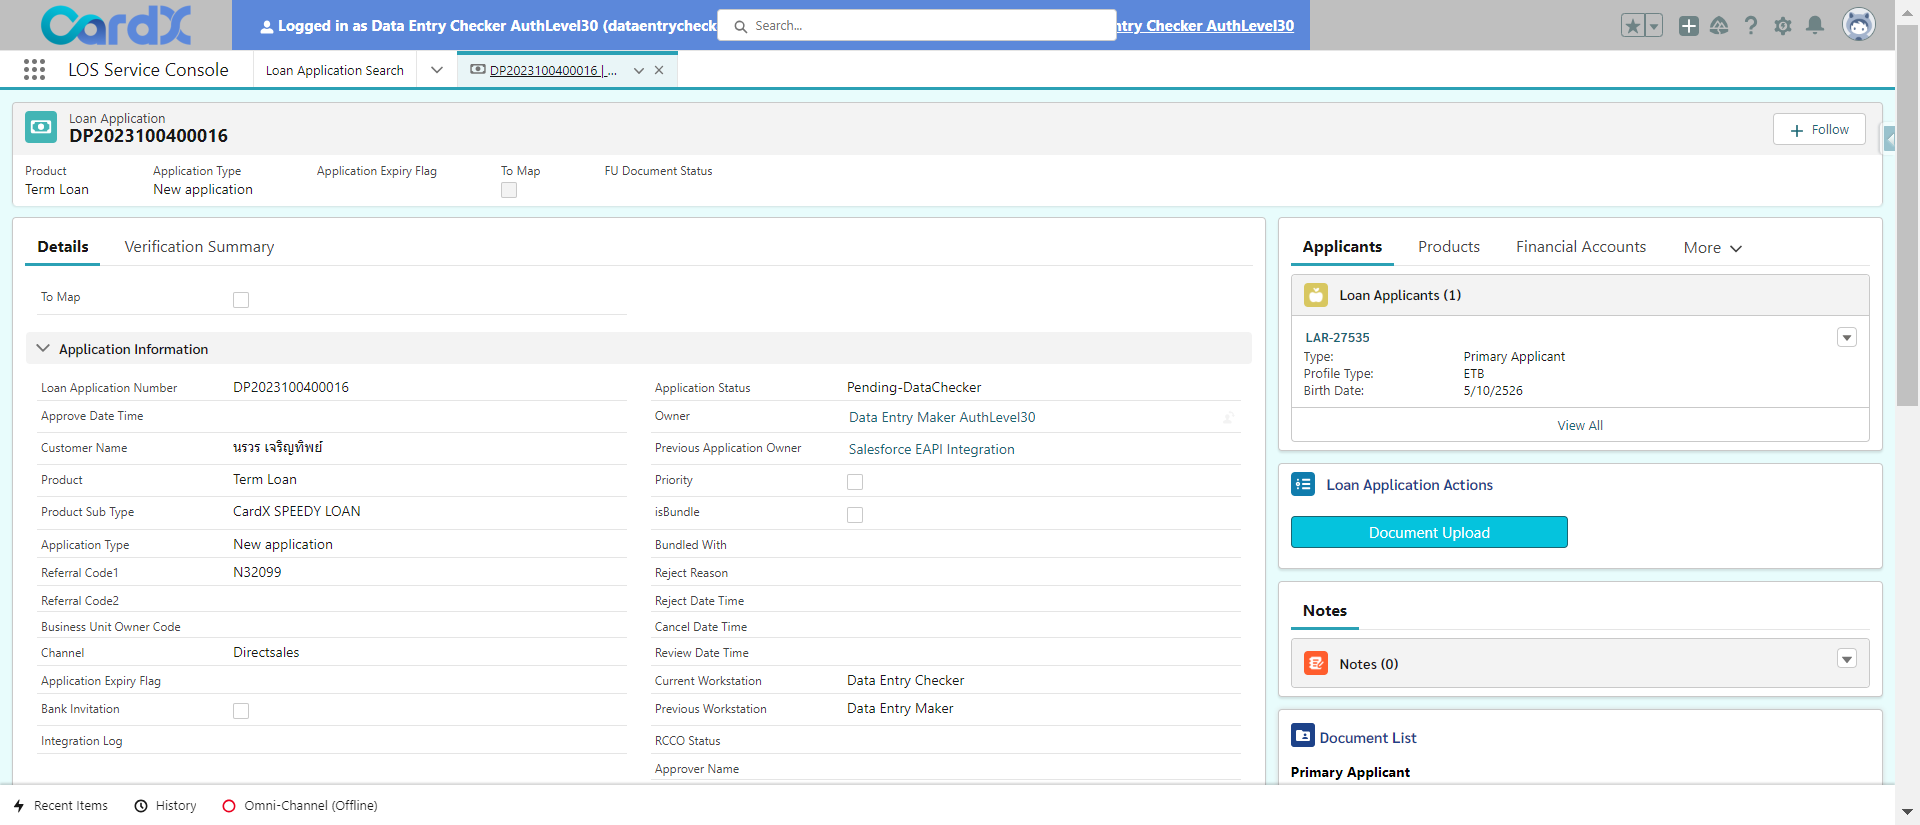 CardX
Logged in as Data Entry Checker AuthLevel30 (dataentrycheck
Search...
ntry Checker AuthLevel30
LOS Service Console
Loan Application Search
DP2023100400016 | ...
Loan Application
DP2023100400016
Follow
Product
Application Type
Application Expiry Flag
To Map
FU Document Status
Term Loan
New application
Details
Verification Summary
To Map
Application Information
Loan Application Number
DP2023100400016
Approve Date Time
Customer Name
นรวร เจริญทิพย์
Product
Term Loan
Product Sub Type
CardX SPEEDY LOAN
Application Type
New application
Referral Code1
N32099
Referral Code2
Business Unit Owner Code
Channel
Directsales
Application Expiry Flag
Bank Invitation
Integration Log
Application Status
Pending-DataChecker
Owner
Data Entry Maker AuthLevel30
Previous Application Owner
Salesforce EAPI Integration
Priority
isBundle
Bundled With
Reject Reason
Reject Date Time
Cancel Date Time
Review Date Time
Current Workstation
Data Entry Checker
Previous Workstation
Data Entry Maker
RCCO Status
Approver Name
Applicants
Products
Financial Accounts
More
Loan Applicants (1)
LAR-27535
Type:
Primary Applicant
Profile Type:
ETB
Birth Date:
5/10/2526
View All
Loan Application Actions
Document Upload
Notes
Notes (0)
Document List
Primary Applicant
Recent Items
History
Omni-Channel (Offline)